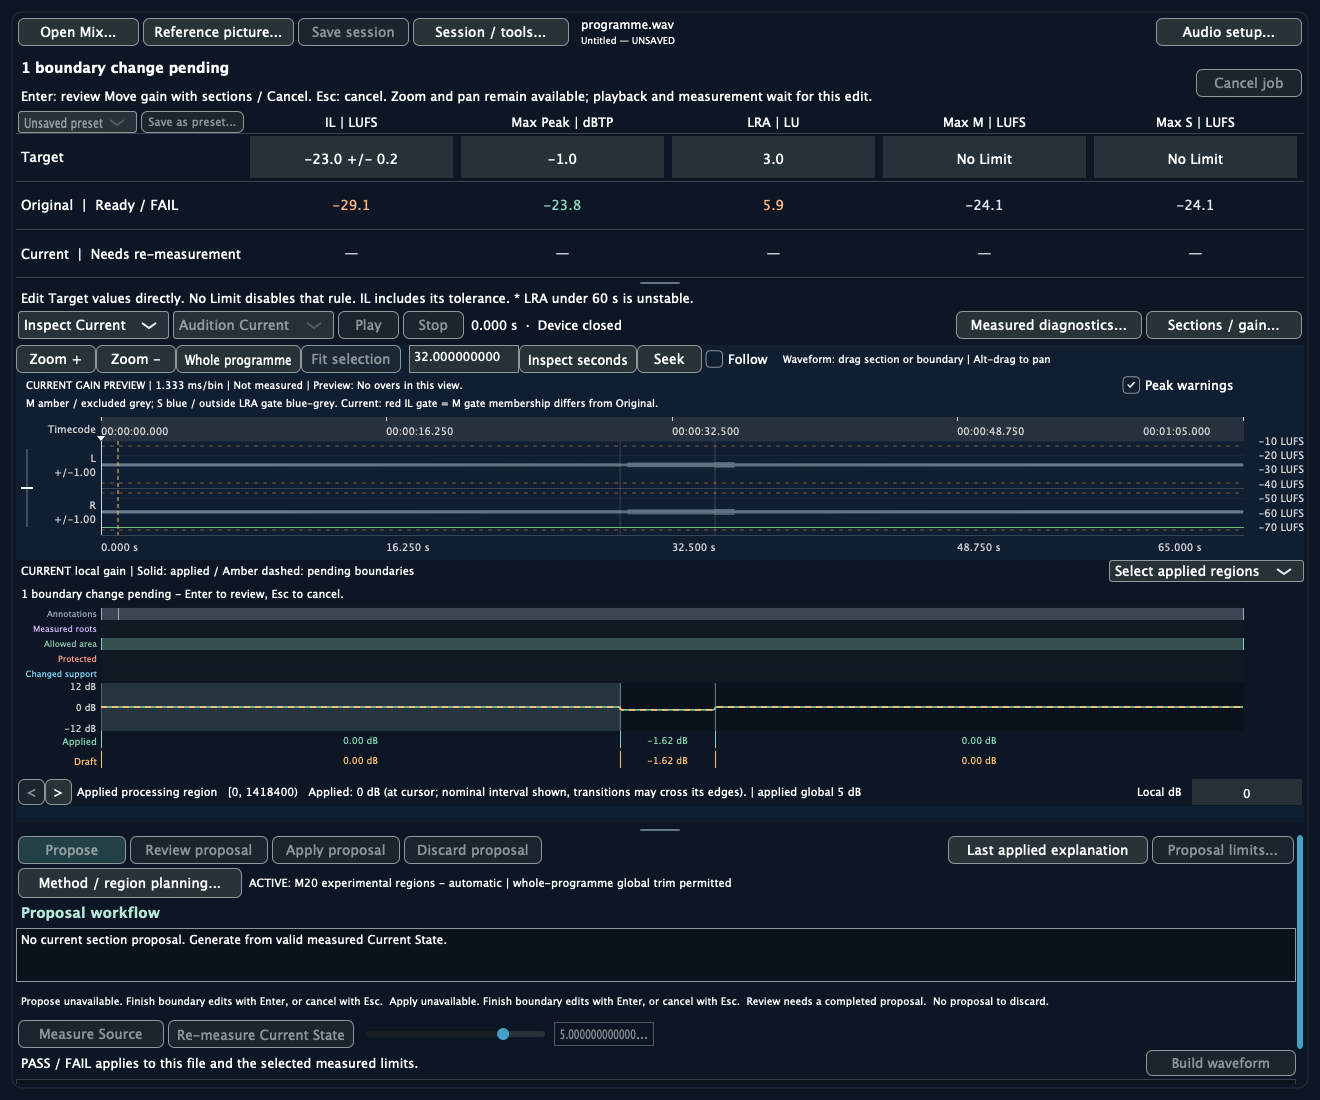 Open Mix... Reference picture... Save session Session / tools... programme.wav Audio setup...
Untitled — UNSAVED
1 boundary change pending
Cancel job
Enter: review Move gain with sections / Cancel. Esc: cancel. Zoom and pan remain available; playback and measurement wait for this edit.
Unsaved preset Save as preset... IL | LUFS Max Peak | dBTP LRA | LU Max M | LUFS Max S | LUFS
Target -23.0 +/- 0.2 -1.0 3.0 No Limit No Limit
Original | Ready / FAIL -29.1 -23.8 5.9 -24.1 -24.1
Current | Needs re-measurement — — — — —
Edit Target values directly. No Limit disables that rule. IL includes its tolerance. * LRA under 60 s is unstable.
Inspect Current Audition Current Play Stop 0.000 s · Device closed Measured diagnostics... Sections / gain...
Zoom + Zoom - Whole programme Fit selection 32.000000000 Inspect seconds Seek Follow Waveform: drag section or boundary | Alt-drag to pan
CURRENT GAIN PREVIEW | 1.333 ms/bin | Not measured | Preview: No overs in this view. Peak warnings
M amber / excluded grey; S blue / outside LRA gate blue-grey. Current: red IL gate = M gate membership differs from Original.
Timecode 00:00:00.000 00:00:16.250 00:00:32.500 00:00:48.750 00:01:05.000
-10 LUFS
-20 LUFS
L
-30 LUFS
+/-1.00
-40 LUFS
-50 LUFS
R
-60 LUFS
+/-1.00
-70 LUFS
0.000 s 16.250 s 32.500 s 48.750 s 65.000 s
CURRENT local gain | Solid: applied / Amber dashed: pending boundaries Select applied regions
1 boundary change pending - Enter to review, Esc to cancel.
Annotations
Measured roots
Allowed area
Protected
Changed support
12 dB
0 dB
-12 dB
Applied 0.00 dB -1.62 dB 0.00 dB
Draft 0.00 dB -1.62 dB 0.00 dB
< > Applied processing region [0, 1418400) Applied: 0 dB (at cursor; nominal interval shown, transitions may cross its edges). | applied global 5 dB Local dB 0
Propose Review proposal Apply proposal Discard proposal Last applied explanation Proposal limits...
Method / region planning... ACTIVE: M20 experimental regions - automatic | whole-programme global trim permitted
Proposal workflow
No current section proposal. Generate from valid measured Current State.
Propose unavailable. Finish boundary edits with Enter, or cancel with Esc. Apply unavailable. Finish boundary edits with Enter, or cancel with Esc. Review needs a completed proposal. No proposal to discard.
Measure Source Re-measure Current State 5.000000000000...
PASS / FAIL applies to this file and the selected measured limits. Build waveform